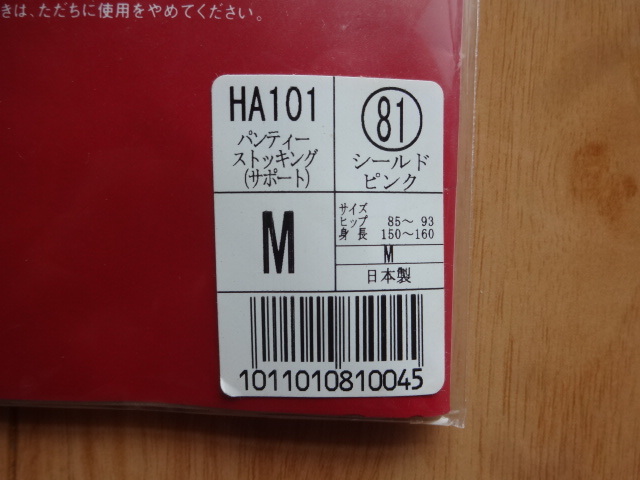 きは、ただちに使用をやめてください。
HA101
パンティー
ストッキング
(サポート)
81
シールド
ピンク
M
サイズ
ヒップ 85～ 93
身長 150～160
M
日本製
1011010810045